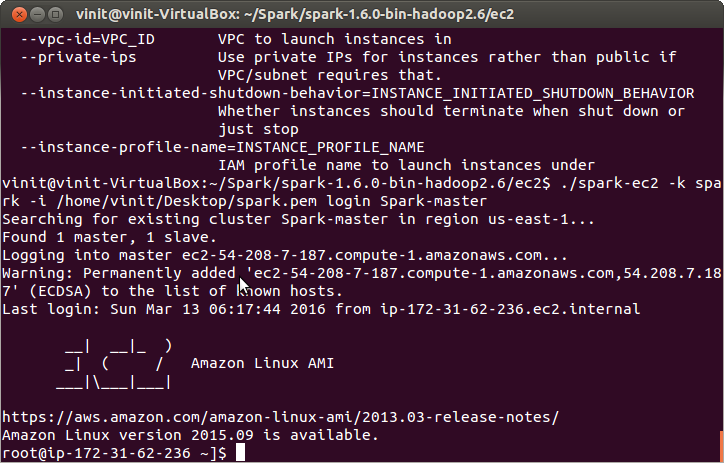 vinit@vinit-VirtualBox: ~/Spark/spark-1.6.0-bin-hadoop2.6/ec2
  --vpc-id=VPC_ID       VPC to launch instances in
  --private-ips         Use private IPs for instances rather than public if
                        VPC/subnet requires that.
  --instance-initiated-shutdown-behavior=INSTANCE_INITIATED_SHUTDOWN_BEHAVIOR
                        Whether instances should terminate when shut down or
                        just stop
  --instance-profile-name=INSTANCE_PROFILE_NAME
                        IAM profile name to launch instances under
vinit@vinit-VirtualBox:~/Spark/spark-1.6.0-bin-hadoop2.6/ec2$ ./spark-ec2 -k spa
rk -i /home/vinit/Desktop/spark.pem login Spark-master
Searching for existing cluster Spark-master in region us-east-1...
Found 1 master, 1 slave.
Logging into master ec2-54-208-7-187.compute-1.amazonaws.com...
Warning: Permanently added 'ec2-54-208-7-187.compute-1.amazonaws.com,54.208.7.18
7' (ECDSA) to the list of known hosts.
Last login: Sun Mar 13 06:17:44 2016 from ip-172-31-62-236.ec2.internal
       __|  __|_  )
       _|  (     /   Amazon Linux AMI
      ___|\___|___|
https://aws.amazon.com/amazon-linux-ami/2013.03-release-notes/
Amazon Linux version 2015.09 is available.
root@ip-172-31-62-236 ~]$